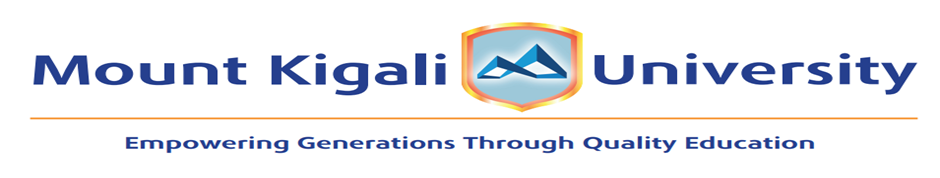 Mount Kigali University
Empowering Generations Through Quality Education